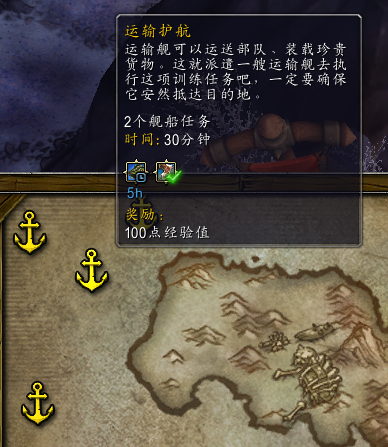 运输护航
运输舰可以运送部队、装载珍贵
货物。这就派遣一艘运输舰去执
行这项训练任务吧，一定要确保
它安然抵达目的地。
2个舰船任务
时间: 30分钟
5h
奖励：
100点经验值